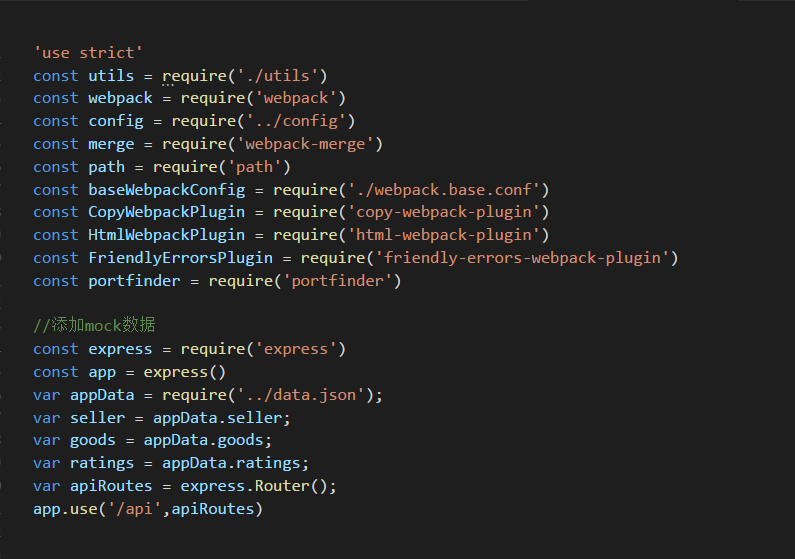 'use strict'
const utils = require('./utils')
const webpack = require('webpack')
const config = require('../config')
const merge = require('webpack-merge')
const path = require('path')
const baseWebpackConfig = require('./webpack.base.conf')
const CopyWebpackPlugin = require('copy-webpack-plugin')
const HtmlWebpackPlugin = require('html-webpack-plugin')
const FriendlyErrorsPlugin = require('friendly-errors-webpack-plugin')
const portfinder = require('portfinder')
//添加mock数据
const express = require('express')
const app = express()
var appData = require('../data.json');
var seller = appData.seller;
var goods = appData.goods;
var ratings = appData.ratings;
var apiRoutes = express.Router();
app.use('/api',apiRoutes)